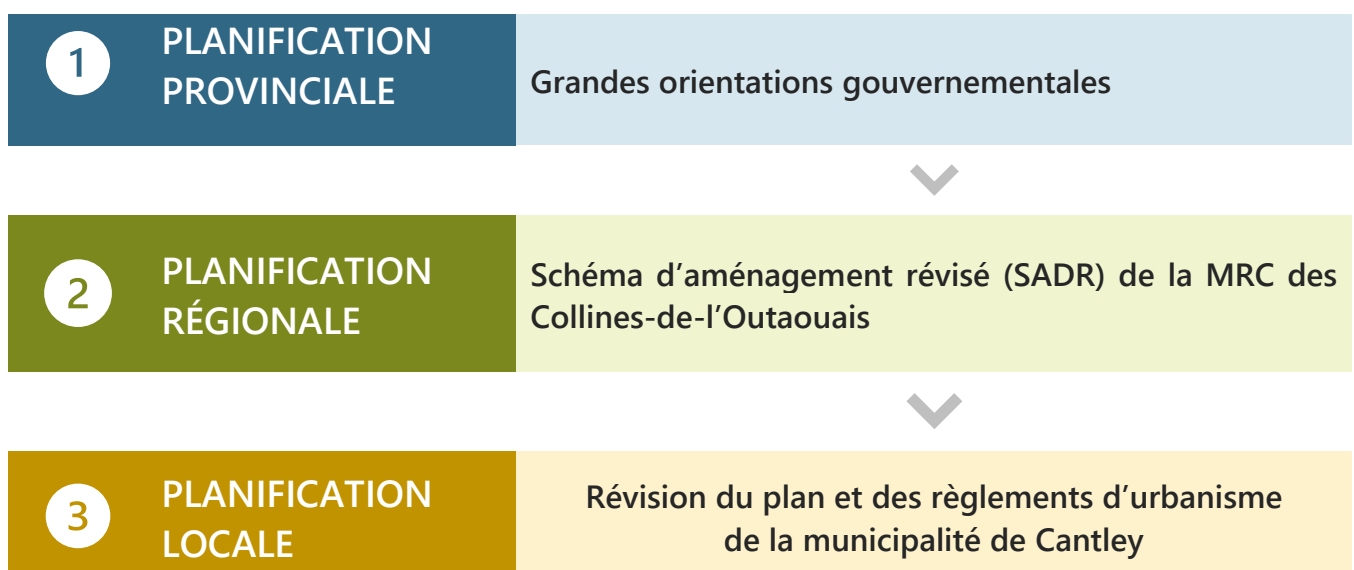 1
PLANIFICATION
PROVINCIALE
Grandes orientations gouvernementales
2
PLANIFICATION
RÉGIONALE
Schéma d’aménagement révisé (SADR) de la MRC des
Collines-de-l’Outaouais
3
PLANIFICATION
LOCALE
Révision du plan et des règlements d’urbanisme
de la municipalité de Cantley